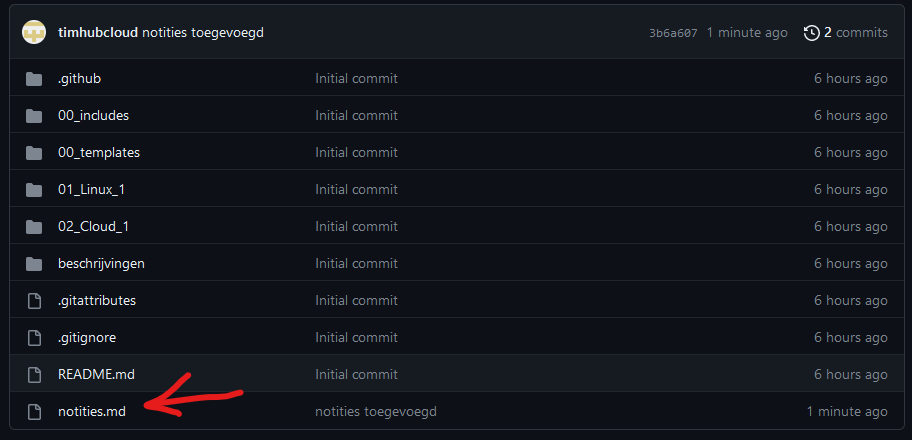 timhubcloud notities toegevoegd 3b6a607 1 minute ago 2 commits
.github Initial commit 6 hours ago
00_includes Initial commit 6 hours ago
00_templates Initial commit 6 hours ago
01_Linux_1 Initial commit 6 hours ago
02_Cloud_1 Initial commit 6 hours ago
beschrijvingen Initial commit 6 hours ago
.gitattributes Initial commit 6 hours ago
.gitignore Initial commit 6 hours ago
README.md Initial commit 6 hours ago
notities.md notities toegevoegd 1 minute ago